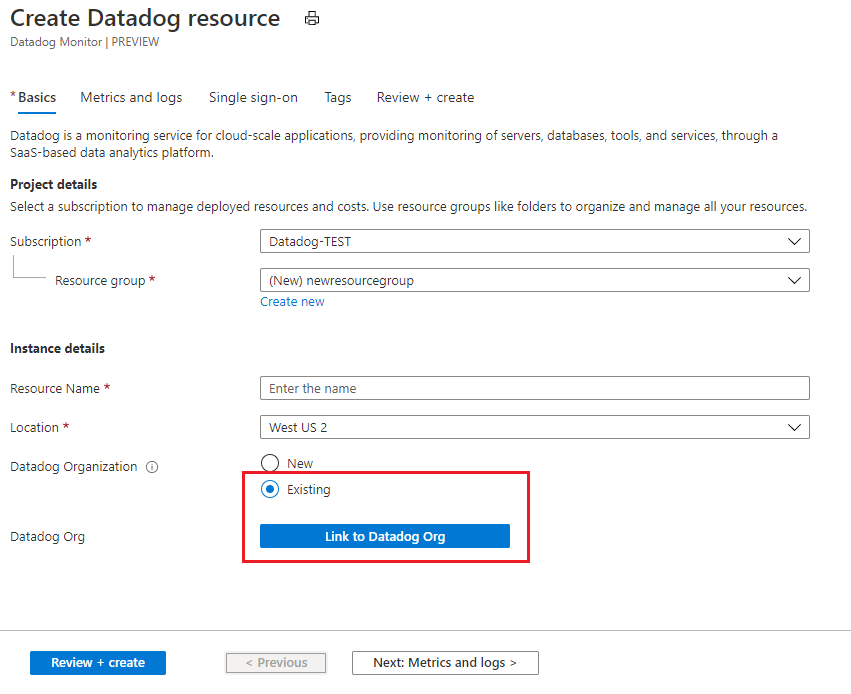 Create Datadog resource
Datadog Monitor | PREVIEW
* Basics Metrics and logs Single sign-on Tags Review + create
Datadog is a monitoring service for cloud-scale applications, providing monitoring of servers, databases, tools, and services, through a
SaaS-based data analytics platform.
Project details
Select a subscription to manage deployed resources and costs. Use resource groups like folders to organize and manage all your resources.
Subscription * Datadog-TEST
Resource group * (New) newresourcegroup
Create new
Instance details
Resource Name * Enter the name
Location * West US 2
Datadog Organization New
Existing
Datadog Org Link to Datadog Org
Review + create < Previous Next: Metrics and logs >